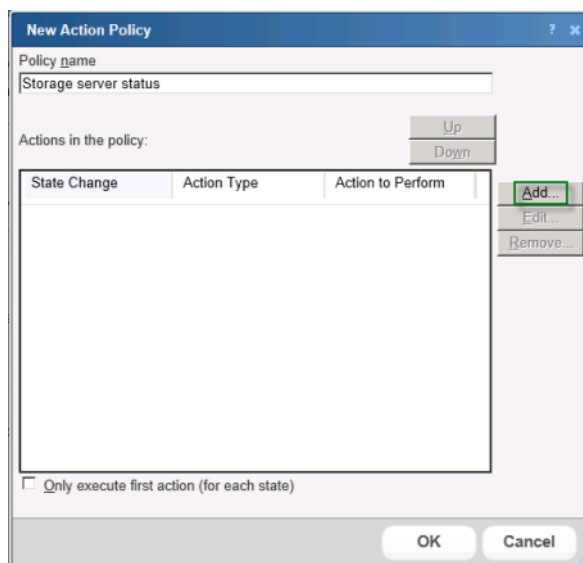 New Action Policy ? ×
Policy name
Storage server status
Up
Actions in the policy:
Down
State Change Action Type Action to Perform
Add...
Edit...
Remove...
Only execute first action (for each state)
OK Cancel